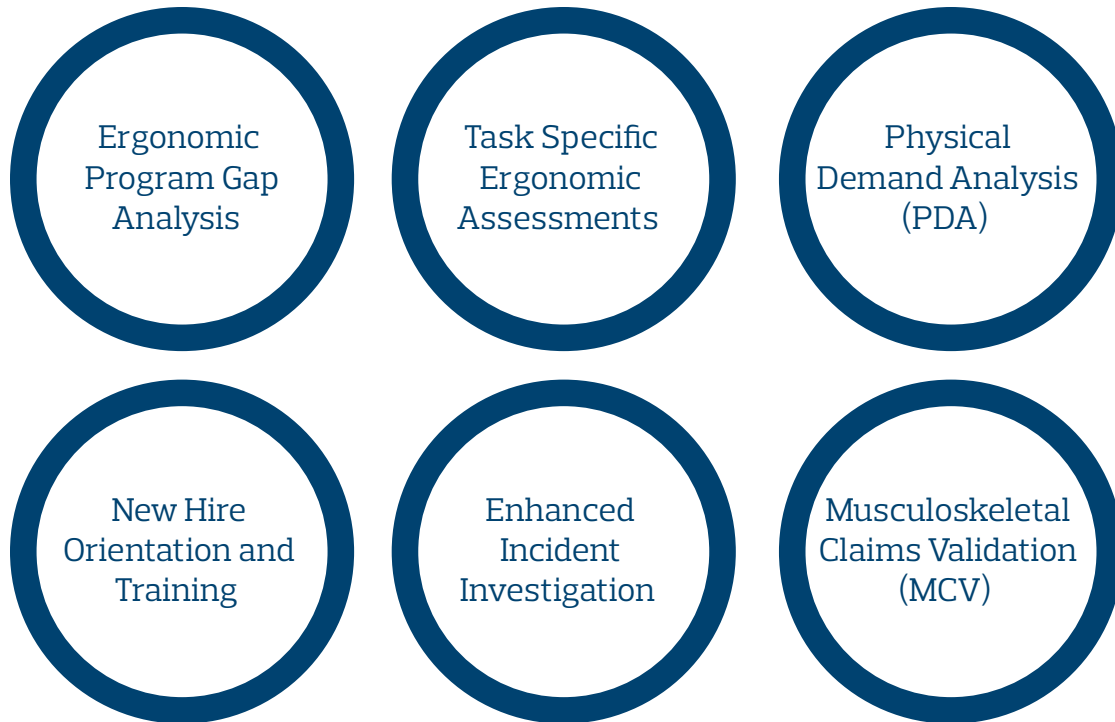 Ergonomic
Program Gap
Analysis
Task Specific
Ergonomic
Assessments
Physical
Demand Analysis
(PDA)
New Hire
Orientation and
Training
Enhanced
Incident
Investigation
Musculoskeletal
Claims Validation
(MCV)